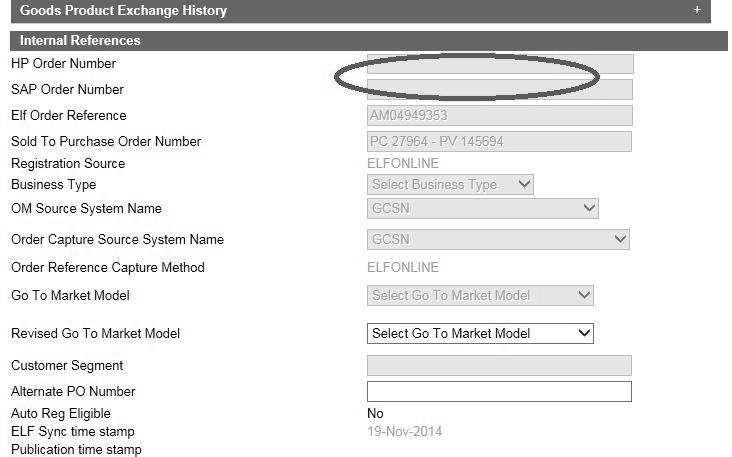 Goods Product Exchange History +
Internal References
HP Order Number
SAP Order Number
Elf Order Reference AM04949353
Sold To Purchase Order Number PC 27964 - PV 145694
Registration Source ELFONLINE
Business Type Select Business Type
OM Source System Name GCSN
Order Capture Source System Name GCSN
Order Reference Capture Method ELFONLINE
Go To Market Model Select Go To Market Model
Revised Go To Market Model Select Go To Market Model
Customer Segment
Alternate PO Number
Auto Reg Eligible No
ELF Sync time stamp 19-Nov-2014
Publication time stamp